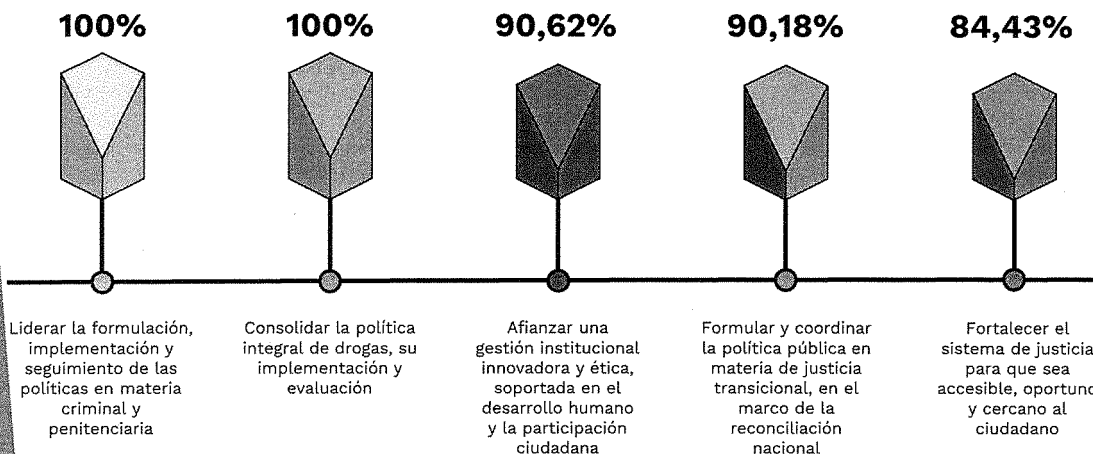 100%
Liderar la formulación,
implementación y
seguimiento de las
políticas en materia
criminal y
penitenciaria
100%
Consolidar la política
integral de drogas, su
implementación y
evaluación
90,62%
Afianzar una
gestión institucional
innovadora y ética,
soportada en el
desarrollo humano
y la participación
ciudadana
90,18%
Formular y coordinar
la política pública en
materia de justicia
transicional, en el
marco de la
reconciliación
nacional
84,43%
Fortalecer el
sistema de justicia
para que sea
accesible, oportuno
y cercano al
ciudadano